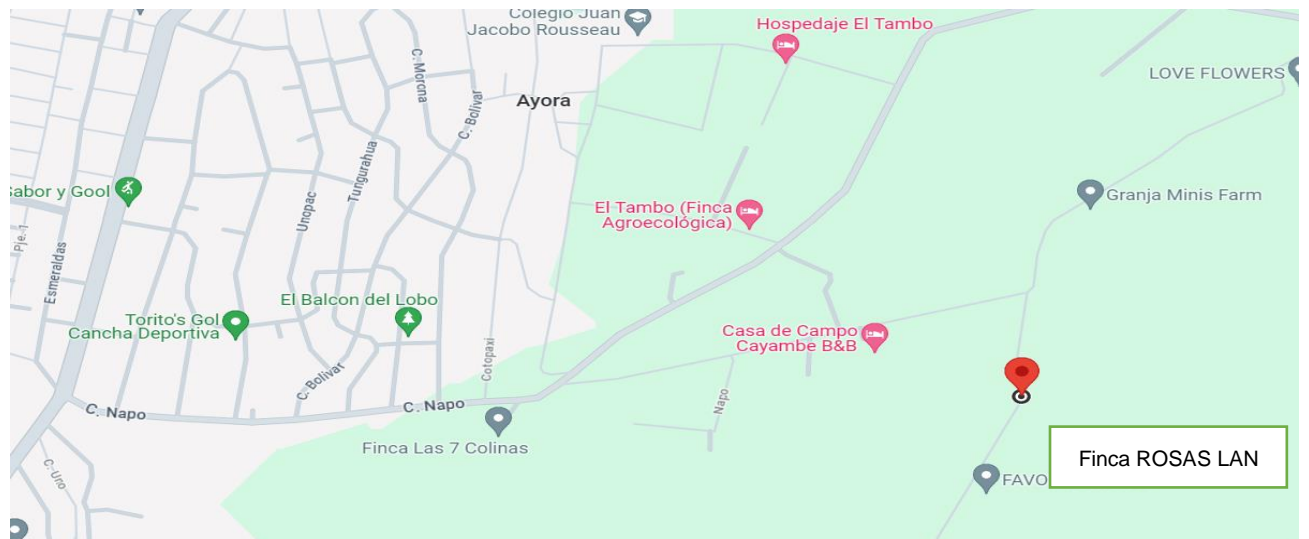 Colegio Juan
Jacobo Rousseau
Hospedaje El Tambo
LOVE FLOWERS
C. Morona
Ayora
C. Bolívar
Tungurahua
Sabor y Gool
Unopac
Granja Minis Farm
El Tambo (Finca
Agroecológica)
Pje. 1
Esmeraldas
El Balcon del Lobo
Torito's Gol
Cancha Deportiva
Casa de Campo
Cayambe B&B
Cotopaxi
C. Bolívar
Napo
C. Napo
C. Napo
Finca Las 7 Colinas
Finca ROSAS LAN
C. Uno
FAVO